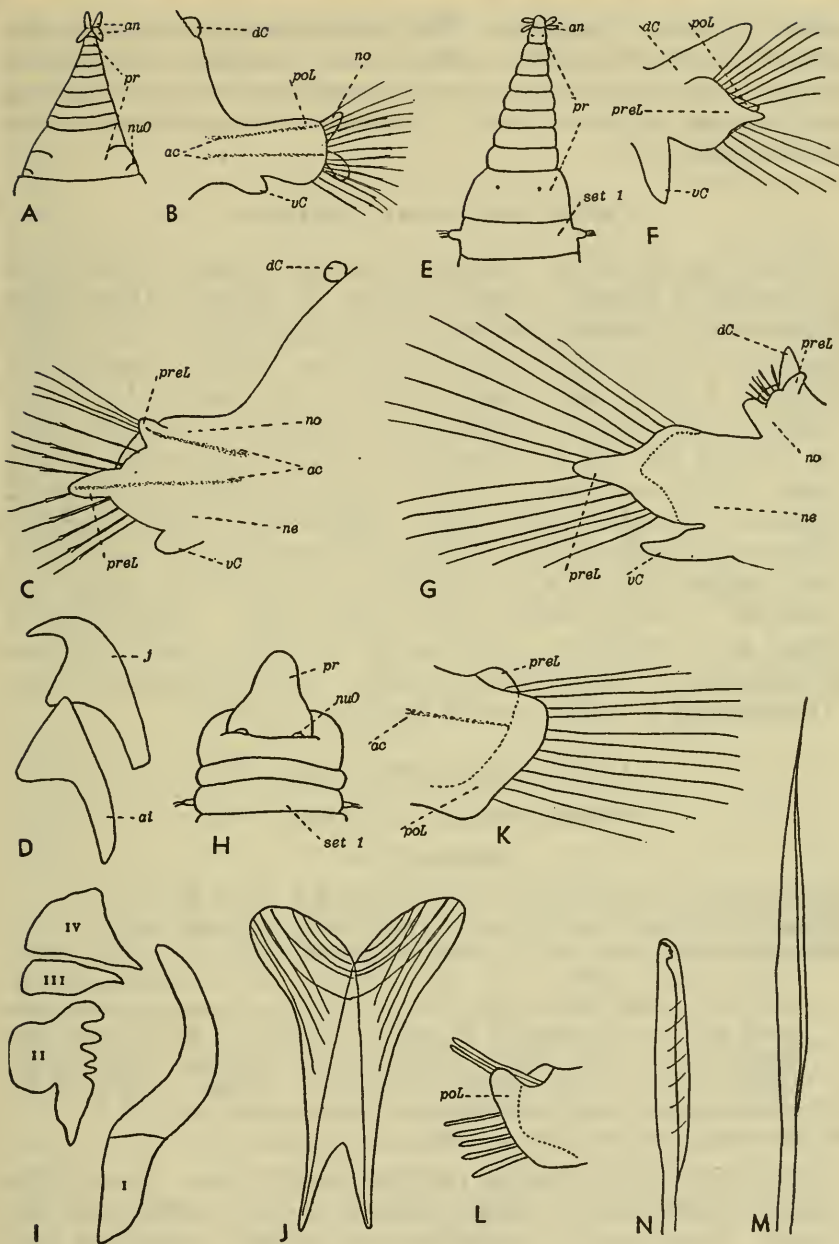 an
pr
nuO
A
dC
poL
no
ac
vC
B
an
pr
set 1
E
dC
poL
preL
vC
F
dC
preL
no
ac
ne
preL
vC
C
dC
preL
no
ne
preL
vC
G
j
ai
D
pr
nuO
set 1
H
preL
ac
poL
K
IV
III
II
I
I
J
poL
L
N
M